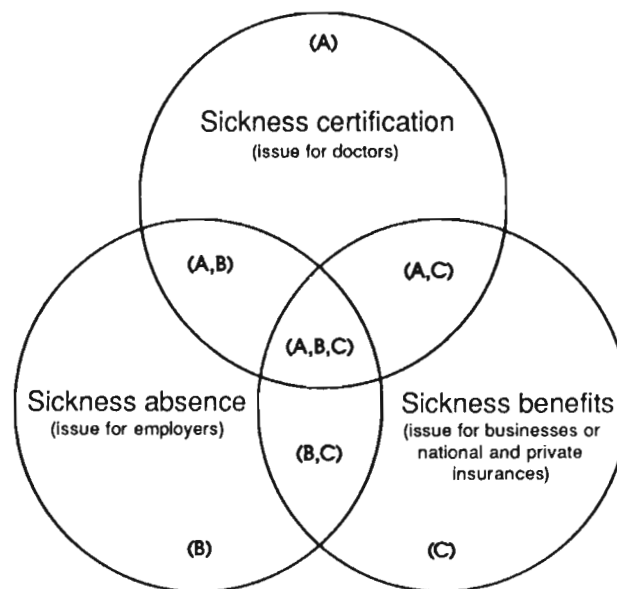 (A)
Sickness certification
(issue for doctors)
(A,B)
(A,C)
(A,B,C)
Sickness absence
(issue for employers)
Sickness benefits
(issue for businesses or
national and private
insurances)
(B,C)
(B)
(C)